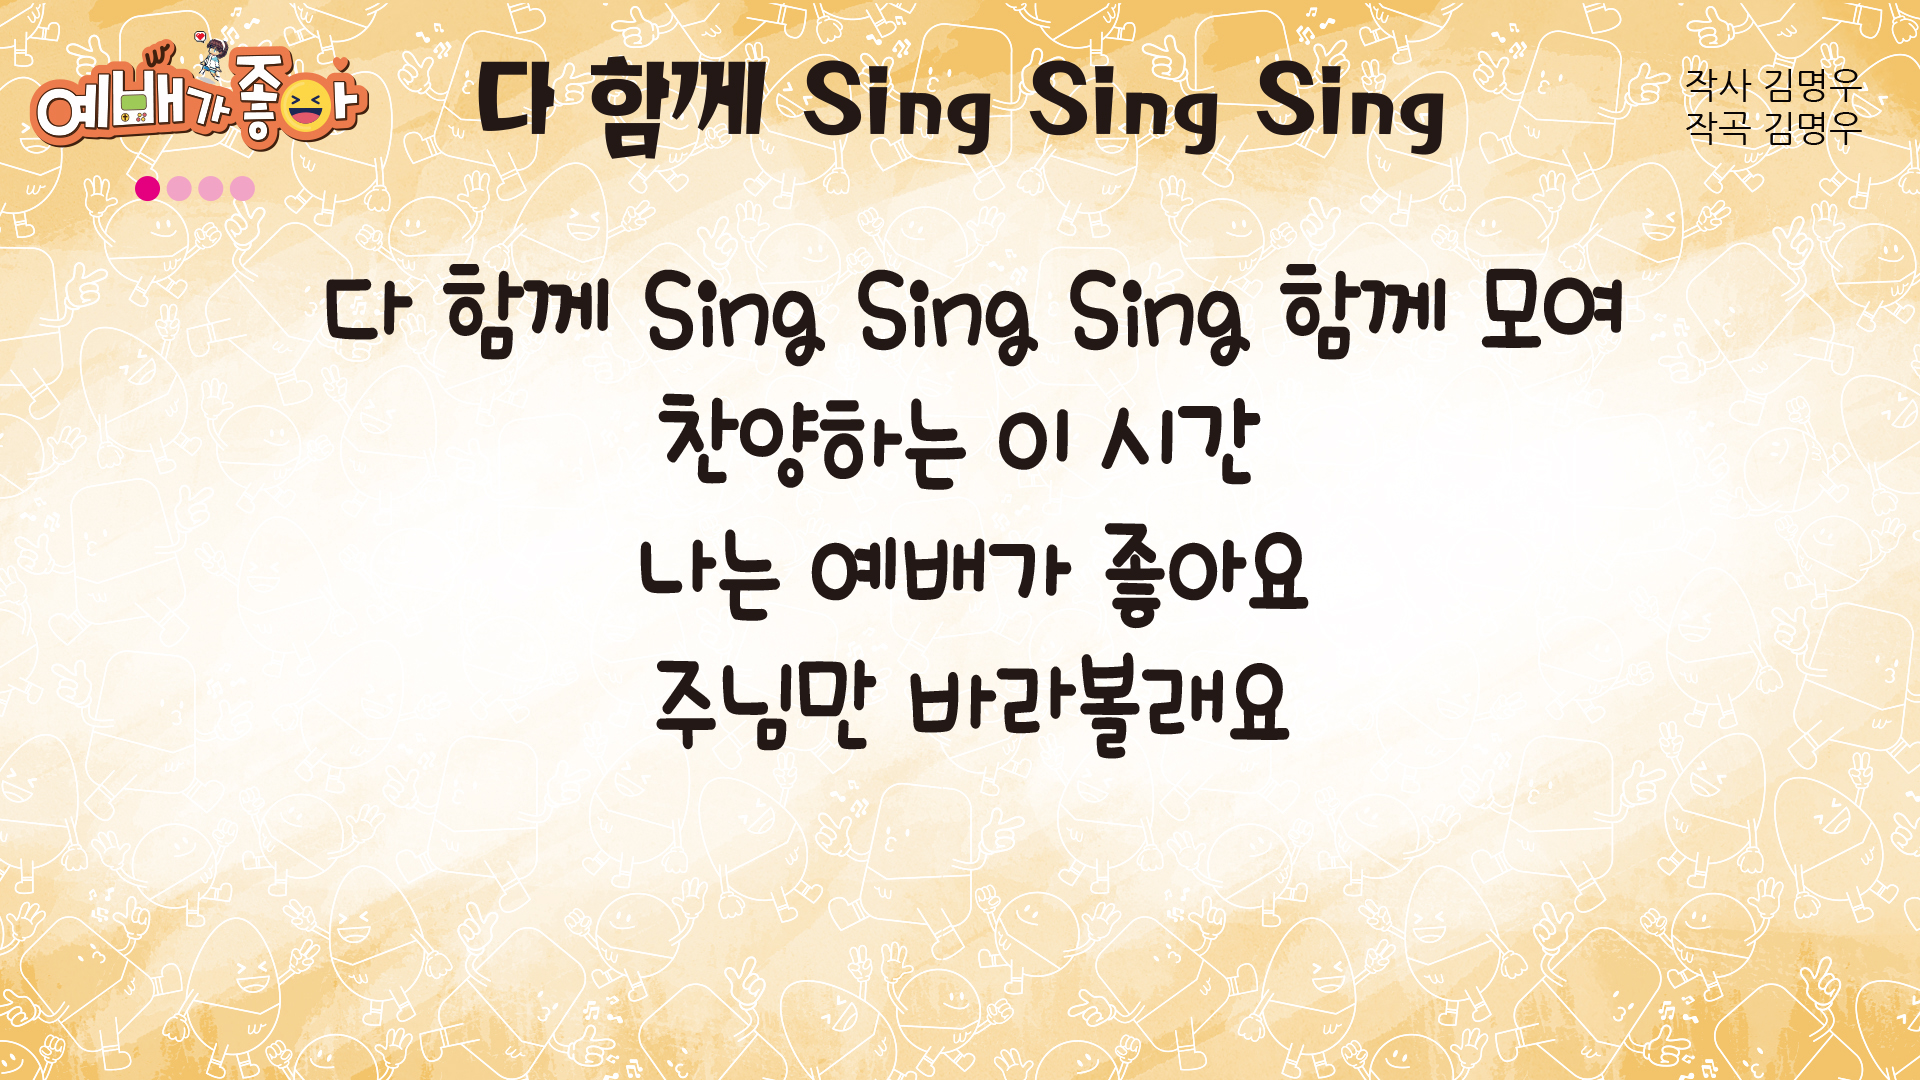 예배가 좋아
다 함께 Sing Sing Sing
작사 김명우
작곡 김명우
다 함께 Sing Sing Sing 함께 모여
찬양하는 이 시간
나는 예배가 좋아요
주님만 바라볼래요